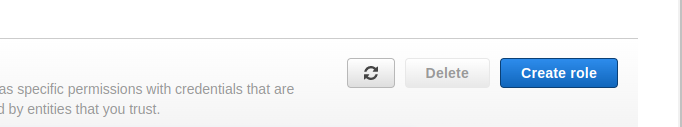 Delete
Create role
as specific permissions with credentials that are
d by entities that you trust.